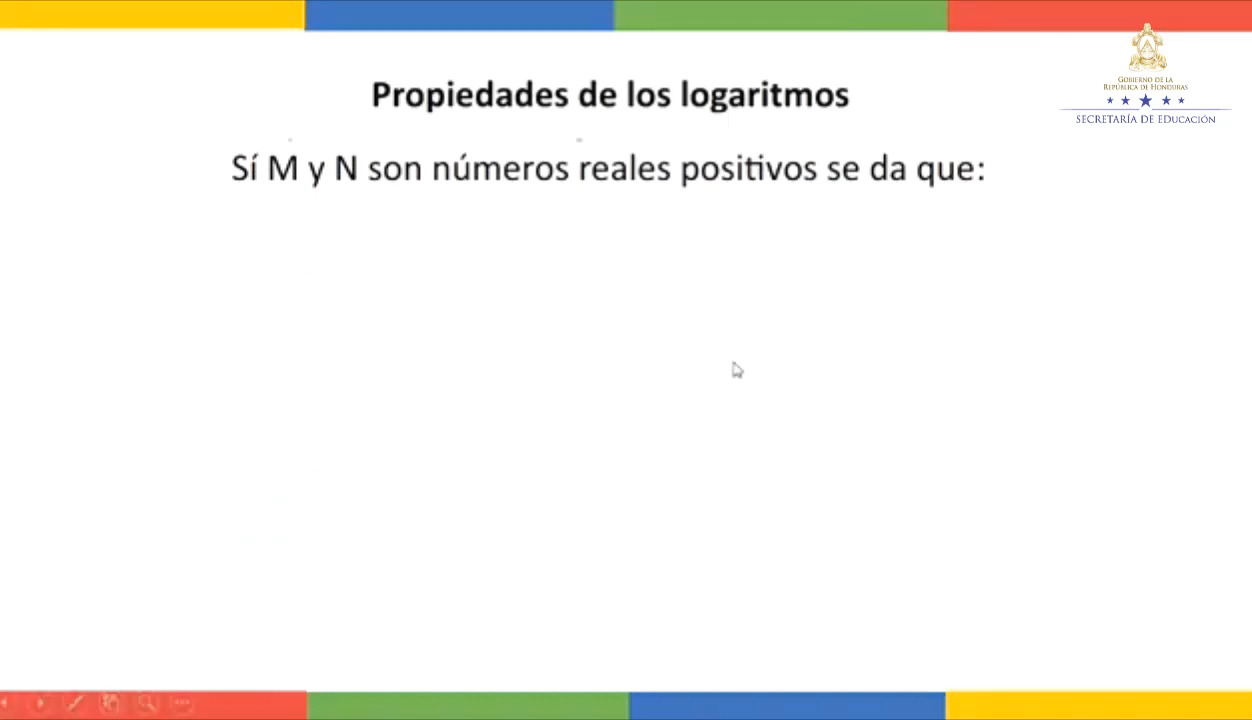 Propiedades de los logaritmos
Sí M y N son números reales positivos se da que:
GOBIERNO DE LA
REPÚBLICA DE HONDURAS
SECRETARÍA DE EDUCACIÓN